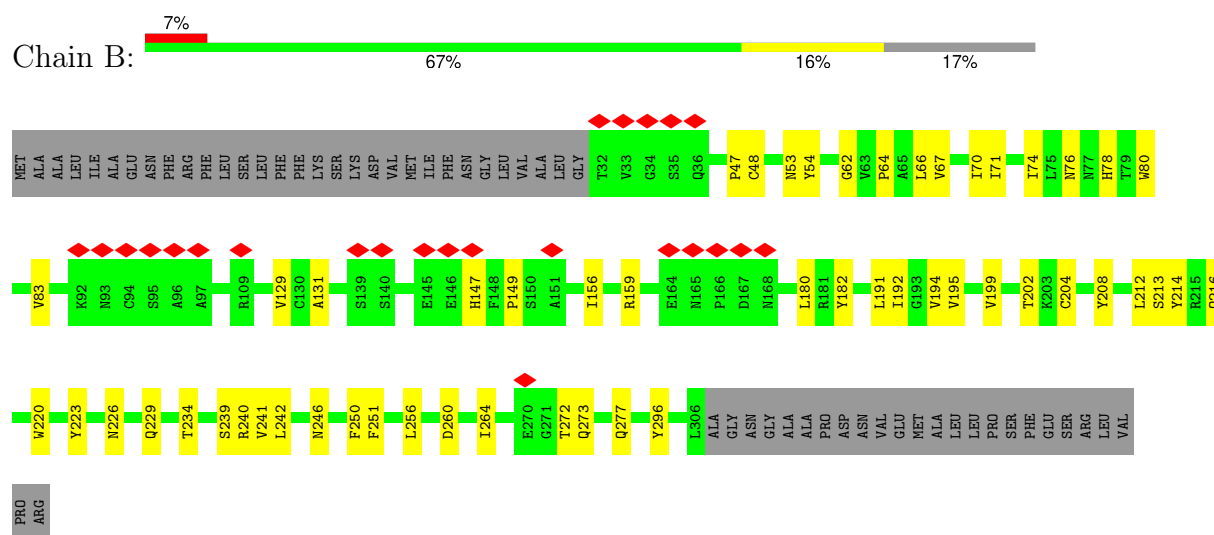 7%
Chain B:
67% 16% 17%
MET ALA ALA LEU ILE ALA GLU ASN PHE ARG PHE LEU SER LEU PHE PHE LYS SER LYS ASP VAL MET ILE PHE ASN GLY LEU VAL ALA LEU GLY T32 V33 G34 S35 Q36 P47 C48 N53 Y54 G62 V63 P64 A65 L66 V67 I70 I71 I74 L75 N76 N77 H78 T79 W80
V83 K92 N93 C94 S95 A96 A97 R109 V129 C130 A131 S139 S140 E145 E146 H147 F148 P149 S150 A151 I156 R159 E164 N165 P166 D167 N168 L180 R181 Y182 L191 I192 G193 V194 V195 V199 T202 K203 C204 Y208 L212 S213 Y214 R215
W220 Y223 N226 Q229 T234 S239 R240 V241 L242 N246 F250 F251 L256 D260 I264 E270 G271 T272 Q273 Q277 Y296 L306 ALA GLY ASN GLY ALA ALA PRO ASP ASN VAL GLU MET ALA LEU LEU PRO SER PHE GLU SER ARG LEU VAL
PRO ARG